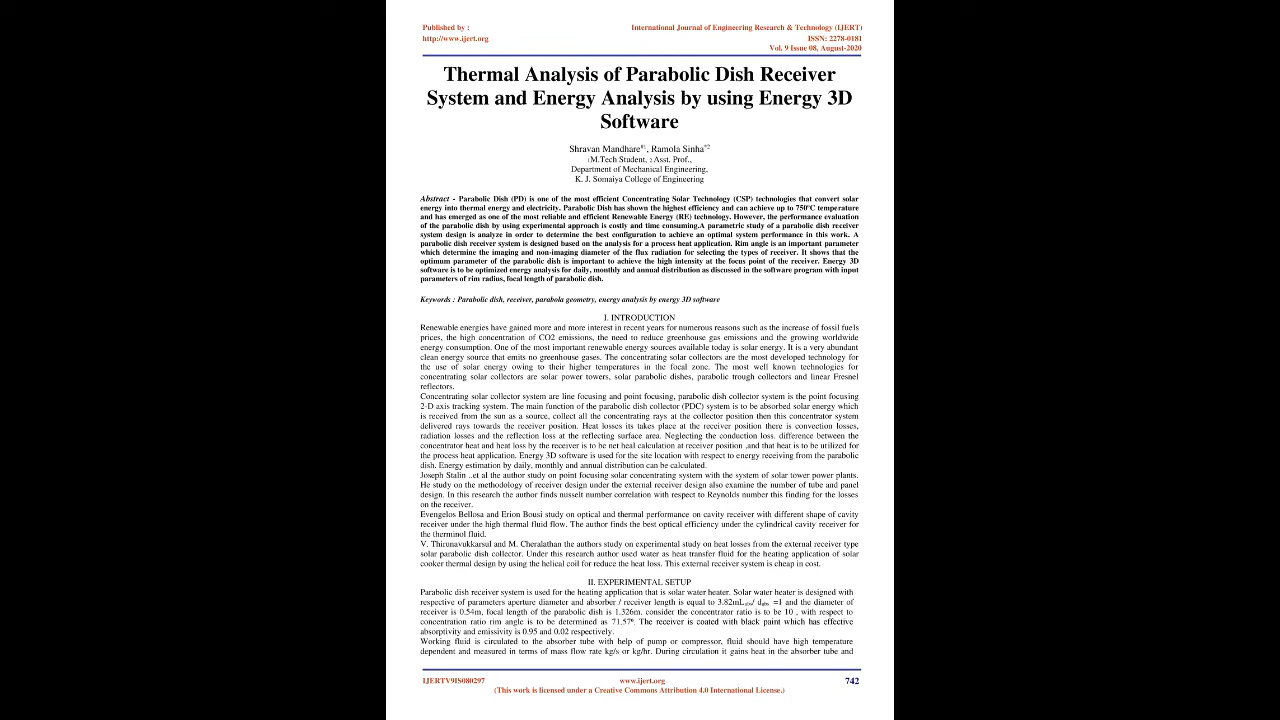 Published by :
http://www.ijert.org
International Journal of Engineering Research & Technology (IJERT)
ISSN: 2278-0181
Vol. 9 Issue 08, August-2020
Thermal Analysis of Parabolic Dish Receiver
System and Energy Analysis by using Energy 3D
Software
Shravan Mandhare#1, Ramola Sinha*2
1M.Tech Student, 2 Asst. Prof.,
Department of Mechanical Engineering,
K. J. Somaiya College of Engineering
Abstract - Parabolic Dish (PD) is one of the most efficient Concentrating Solar Technology (CSP) technologies that convert solar
energy into thermal energy and electricity. Parabolic Dish has shown the highest efficiency and can achieve up to 750°C temperature
and has emerged as one of the most reliable and efficient Renewable Energy (RE) technology. However, the performance evaluation
of the parabolic dish by using experimental approach is costly and time consuming.A parametric study of a parabolic dish receiver
system design is analyze in order to determine the best configuration to achieve an optimal system performance in this work. A
parabolic dish receiver system is designed based on the analysis for a process heat application. Rim angle is an important parameter
which determine the imaging and non-imaging diameter of the flux radiation for selecting the types of receiver. It shows that the
optimum parameter of the parabolic dish is important to achieve the high intensity at the focus point of the receiver. Energy 3D
software is to be optimized energy analysis for daily, monthly and annual distribution as discussed in the software program with input
parameters of rim radius, focal length of parabolic dish.
Keywords : Parabolic dish, receiver, parabola geometry, energy analysis by energy 3D software
I. INTRODUCTION
Renewable energies have gained more and more interest in recent years for numerous reasons such as the increase of fossil fuels
prices, the high concentration of CO2 emissions, the need to reduce greenhouse gas emissions and the growing worldwide
energy consumption. One of the most important renewable energy sources available today is solar energy. It is a very abundant
clean energy source that emits no greenhouse gases. The concentrating solar collectors are the most developed technology for
the use of solar energy owing to their higher temperatures in the focal zone. The most well known technologies for
concentrating solar collectors are solar power towers, solar parabolic dishes, parabolic trough collectors and linear Fresnel
reflectors.
Concentrating solar collector system are line focusing and point focusing, parabolic dish collector system is the point focusing
2-D axis tracking system. The main function of the parabolic dish collector (PDC) system is to be absorbed solar energy which
is received from the sun as a source, collect all the concentrating rays at the collector position then this concentrator system
delivered rays towards the receiver position. Heat losses its takes place at the receiver position there is convection losses,
radiation losses and the reflection loss at the reflecting surface area. Neglecting the conduction loss. difference between the
concentrator heat and heat loss by the receiver is to be net heal calculation at receiver position ,and that heat is to be utilized for
the process heat application. Energy 3D software is used for the site location with respect to energy receiving from the parabolic
dish. Energy estimation by daily, monthly and annual distribution can be calculated.
Joseph Stalin ..et al the author study on point focusing solar concentrating system with the system of solar tower power plants.
He study on the methodology of receiver design under the external receiver design also examine the number of tube and panel
design. In this research the author finds nusselt number correlation with respect to Reynolds number this finding for the losses
on the receiver.
Evengelos Bellosa and Erion Bousi study on optical and thermal performance on cavity receiver with different shape of cavity
receiver under the high thermal fluid flow. The author finds the best optical efficiency under the cylindrical cavity receiver for
the therminol fluid.
V. Thirunavukkarsul and M. Cheralathan the authors study on experimental study on heat losses from the external receiver type
solar parabolic dish collector. Under this research author used water as heat transfer fluid for the heating application of solar
cooker thermal design by using the helical coil for reduce the heat loss. This external receiver system is cheap in cost.
II. EXPERIMENTAL SETUP
Parabolic dish receiver system is used for the heating application that is solar water heater. Solar water heater is designed with
respective of parameters aperture diameter and absorber / receiver length is equal to 3.82mLabs/ dabs =1 and the diameter of
receiver is 0.54m, focal length of the parabolic dish is 1.326m. consider the concentrator ratio is to be 10 , with respect to
concentration ratio rim angle is to be determined as 71.57°. The receiver is coated with black paint which has effective
absorptivity and emissivity is 0.95 and 0.02 respectively.
Working fluid is circulated to the absorber tube with help of pump or compressor, fluid should have high temperature
dependent and measured in terms of mass flow rate kg/s or kg/hr. During circulation it gains heat in the absorber tube and
IJERTV9IS080297
www.ijert.org
742
(This work is licensed under a Creative Commons Attribution 4.0 International License.)